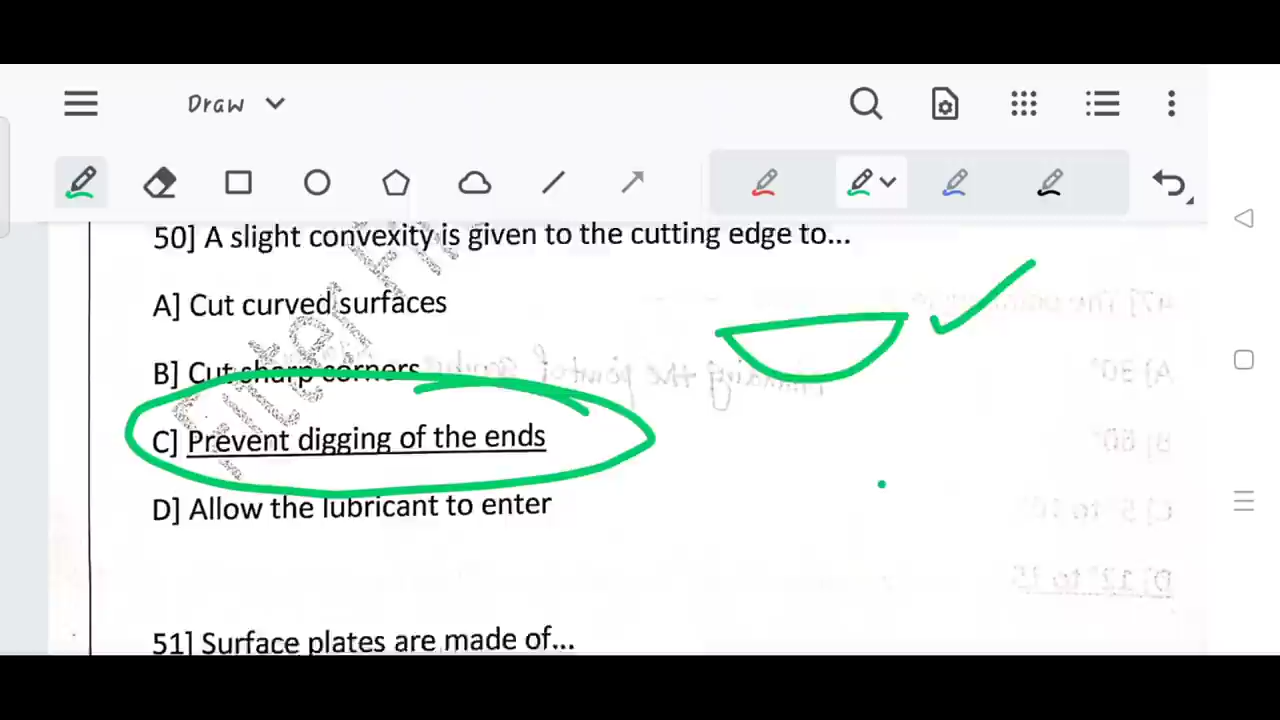 Draw
50] A slight convexity is given to the cutting edge to...
A] Cut curved surfaces
B] Cut sharp corners
C] Prevent digging of the ends
D] Allow the lubricant to enter
51] Surface plates are made of...